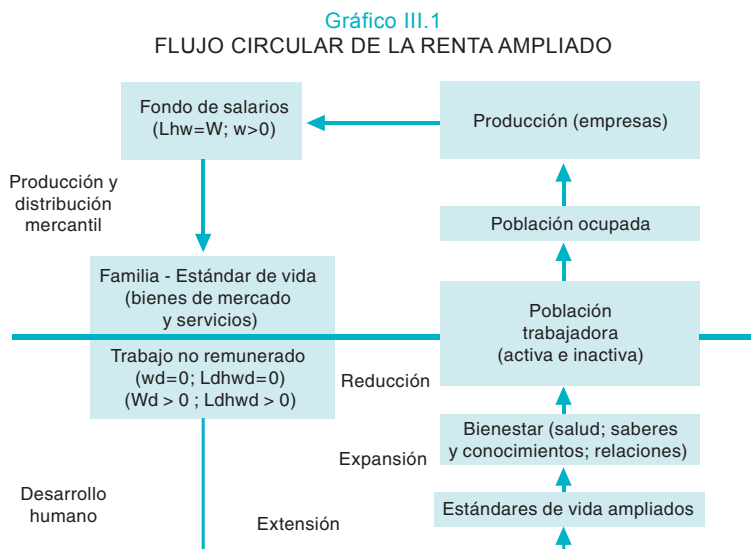 Gráfico III.1
FLUJO CIRCULAR DE LA RENTA AMPLIADO
Fondo de salarios
(Lhw=W; w>0)
Producción (empresas)
Producción y
distribución
mercantil
Población ocupada
Familia - Estándar de vida
(bienes de mercado
y servicios)
Población
trabajadora
(activa e inactiva)
Trabajo no remunerado
(wd=0; Ldhwd=0)
(Wd > 0 ; Ldhwd > 0)
Reducción
Bienestar (salud; saberes
y conocimientos; relaciones)
Expansión
Desarrollo
humano
Estándares de vida ampliados
Extensión